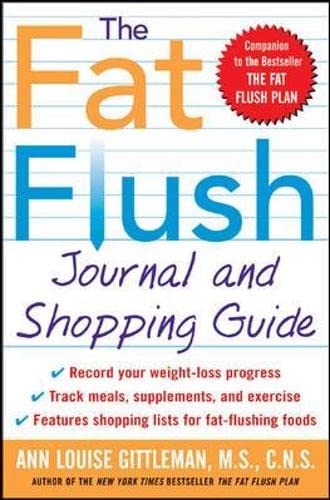 The
Fat
Flush
Companion
to the Bestseller
THE FAT
FLUSH PLAN
Journal and
Shopping Guide
✔ Record your weight-loss progress
✔ Track meals, supplements, and exercise
✔ Features shopping lists for fat-flushing foods
ANN LOUISE GITTLEMAN, M.S., C.N.S.
AUTHOR OF THE NEW YORK TIMES BESTSELLER THE FAT FLUSH PLAN